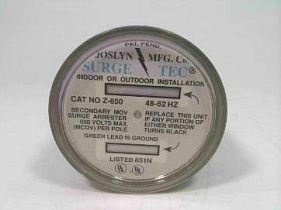 PAT. PEND.
JOSLYN MFG. Co.
SURGE TEC®
INDOOR OR OUTDOOR INSTALLATION
CAT NO Z-650 48-62 HZ
SECONDARY MOV
SURGE ARRESTER
650 VOLTS MAX
(MCOV) PER POLE
REPLACE THIS UNIT
IF ANY PORTION OF
EITHER WINDOW
TURNS BLACK
GREEN LEAD IS GROUND
LISTED 851N
UL UL